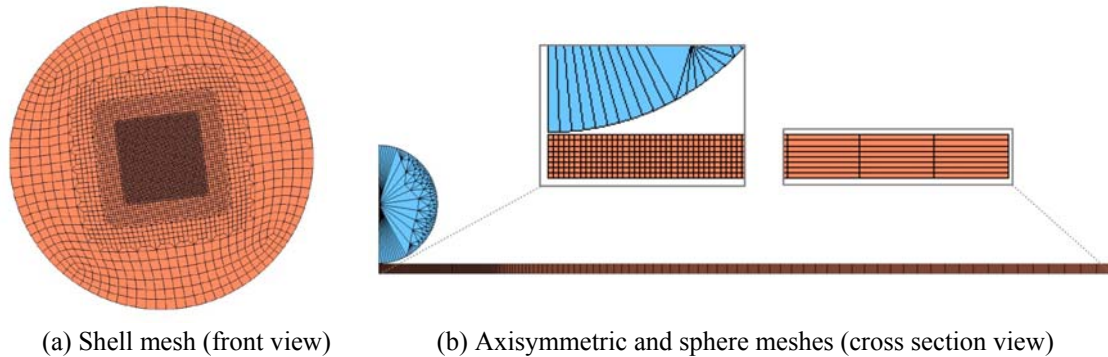 (a) Shell mesh (front view)
(b) Axisymmetric and sphere meshes (cross section view)